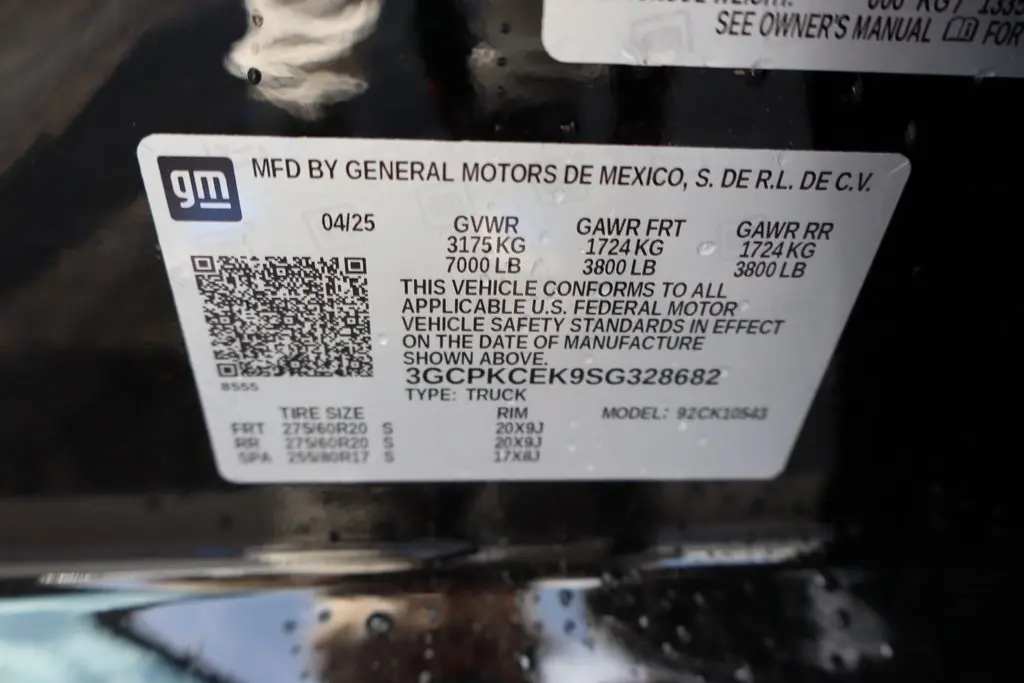 SEE OWNER'S MANUAL FOR
gm
MFD BY GENERAL MOTORS DE MEXICO, S. DE R.L. DE C.V.
04/25 GVWR GAWR FRT GAWR RR
3175 KG 1724 KG 1724 KG
7000 LB 3800 LB 3800 LB
THIS VEHICLE CONFORMS TO ALL
APPLICABLE U.S. FEDERAL MOTOR
VEHICLE SAFETY STANDARDS IN EFFECT
ON THE DATE OF MANUFACTURE
SHOWN ABOVE.
3GCPKCEK9SG328682
8555
TYPE: TRUCK
TIRE SIZE RIM MODEL: 92CK10543
FRT 275/60R20 S 20X9J
RR 275/60R20 S 20X9J
SPA 255/80R17 S 17X8J